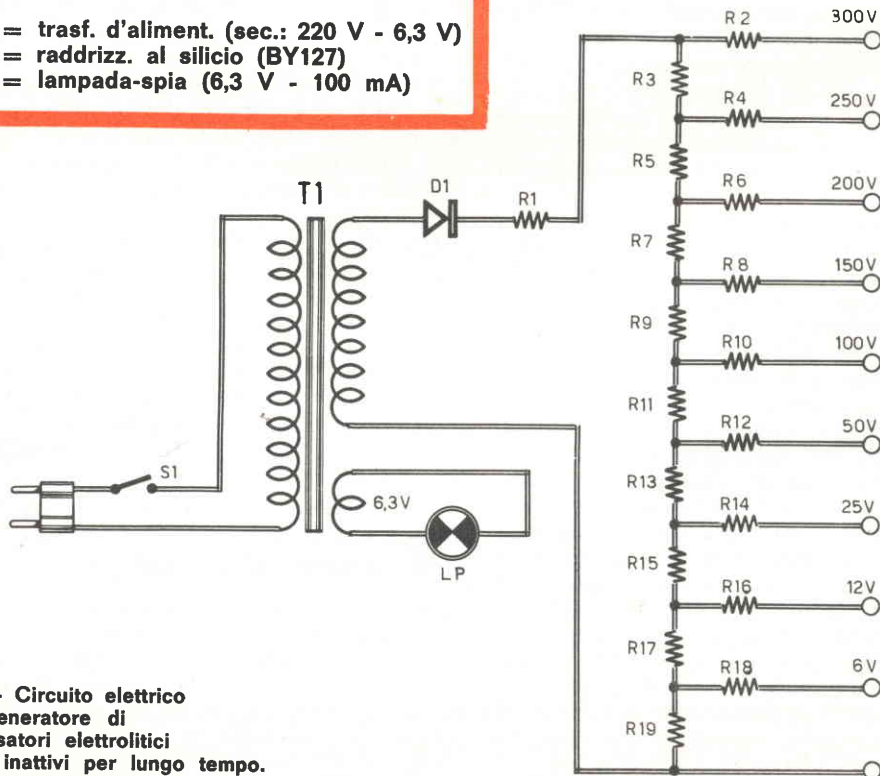 = trasf. d'aliment. (sec.: 220 V - 6,3 V)
= raddrizz. al silicio (BY127)
= lampada-spia (6,3 V - 100 mA)
R2
300V
R3
R4
250V
R5
R6
200V
T1
D1
R1
R7
R8
150V
R9
R10
100V
R11
R12
50V
S1
R13
6,3V
R14
25V
LP
R15
R16
12V
R17
R18
6V
R19
- Circuito elettrico
eneratore di
satori elettrolitici
inattivi per lungo tempo.